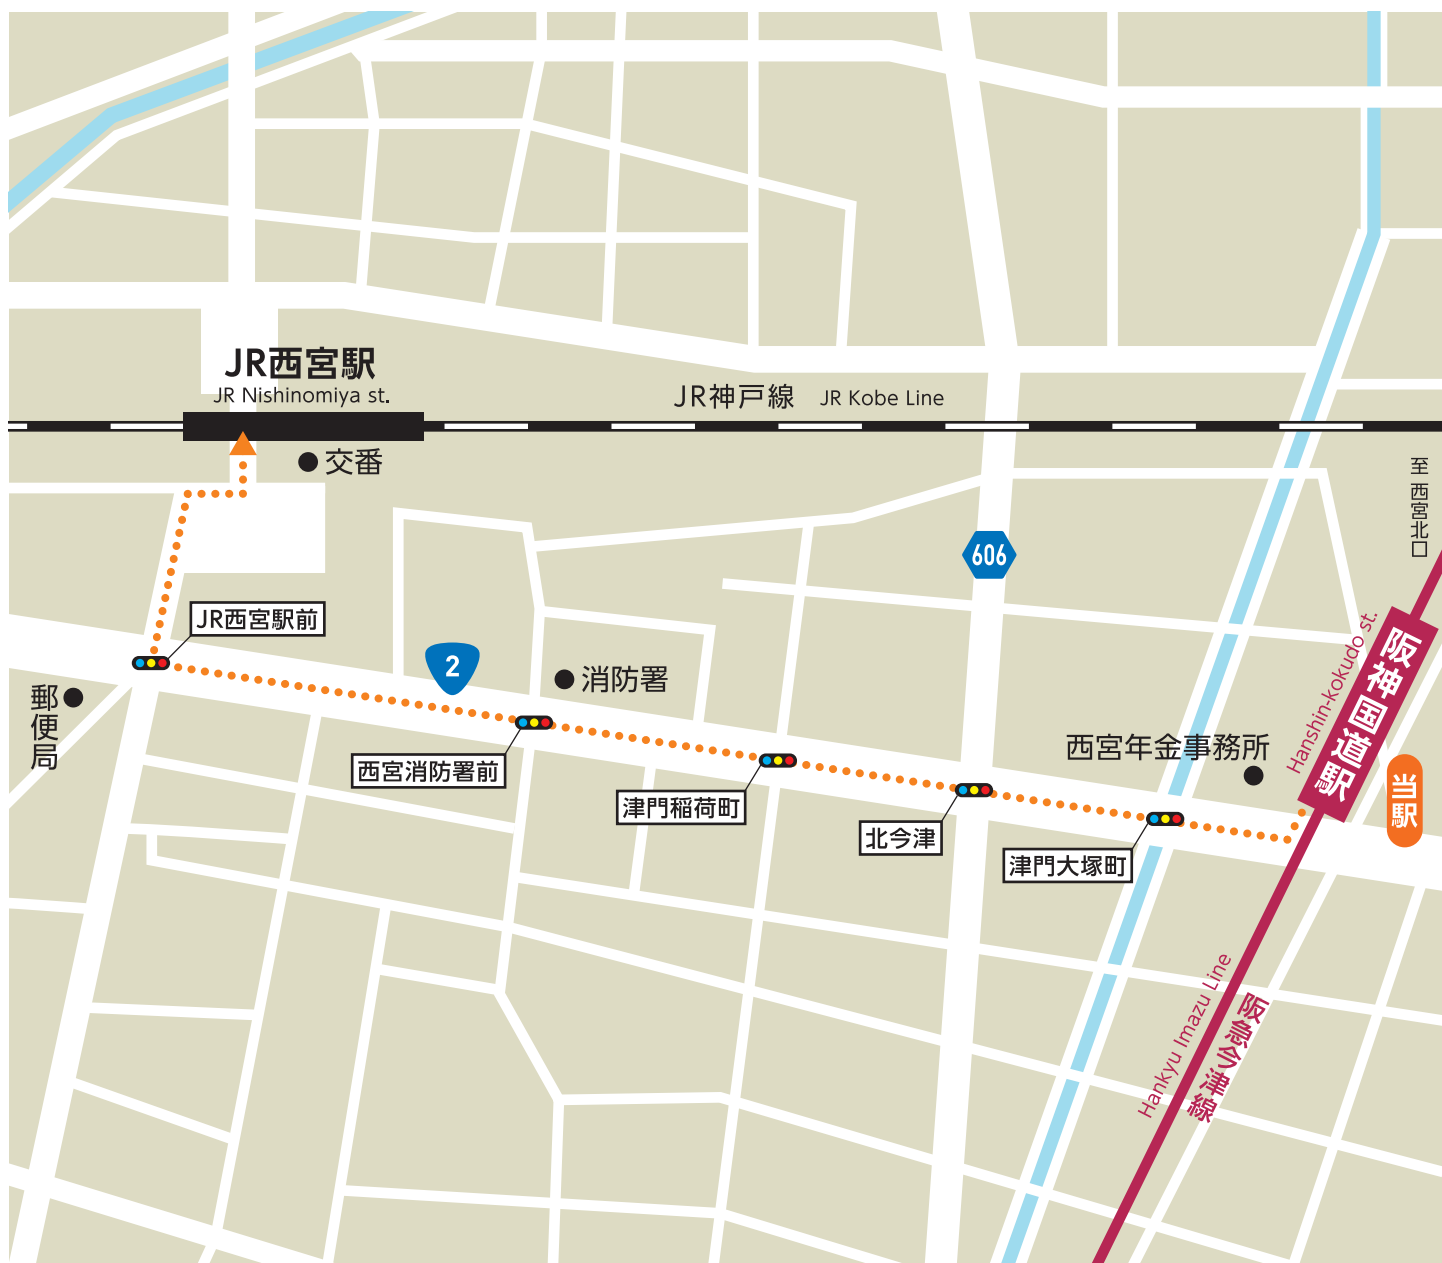 JR西宮駅
JR Nishinomiya st.
JR神戸線 JR Kobe Line
交番
至 西宮北口
606
JR西宮駅前
2
消防署
郵便局
西宮消防署前
津門稲荷町
北今津
津門大塚町
西宮年金事務所
Hanshin-kokudo st.
阪神国道駅
当駅
Hankyu Imazu Line
阪急今津線